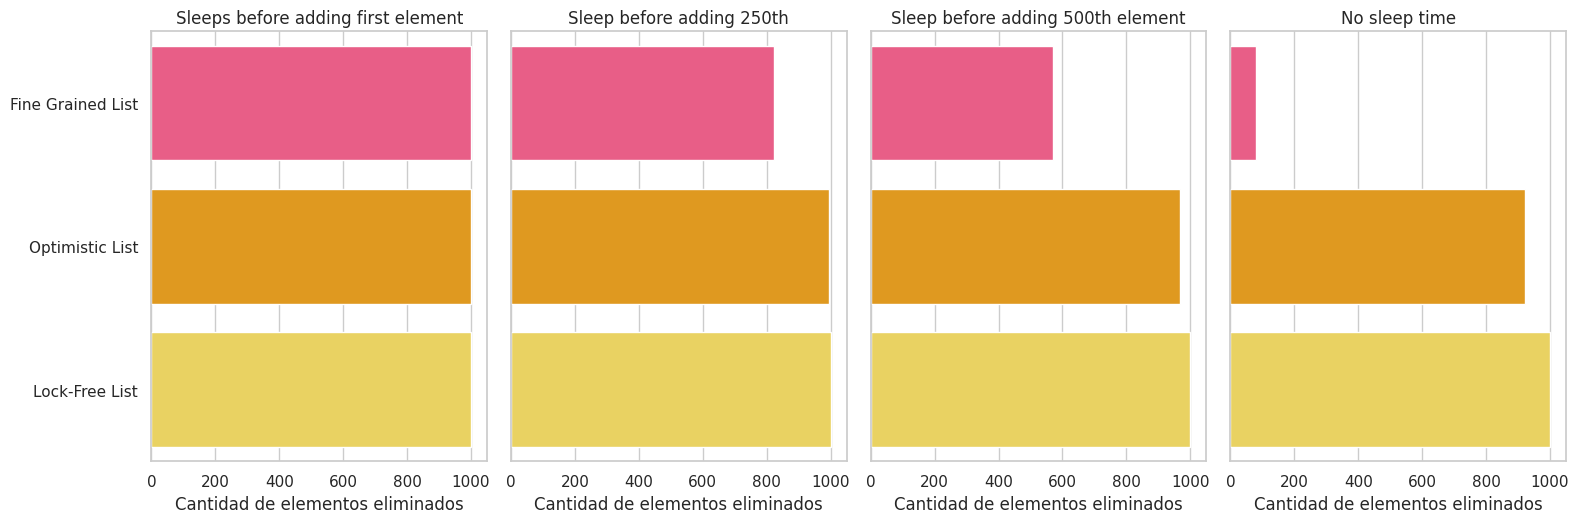 Sleeps before adding first element
Sleep before adding 250th
Sleep before adding 500th element
No sleep time
Fine Grained List
Optimistic List
Lock-Free List
0 200 400 600 800 1000
0 200 400 600 800 1000
0 200 400 600 800 1000
0 200 400 600 800 1000
Cantidad de elementos eliminados
Cantidad de elementos eliminados
Cantidad de elementos eliminados
Cantidad de elementos eliminados